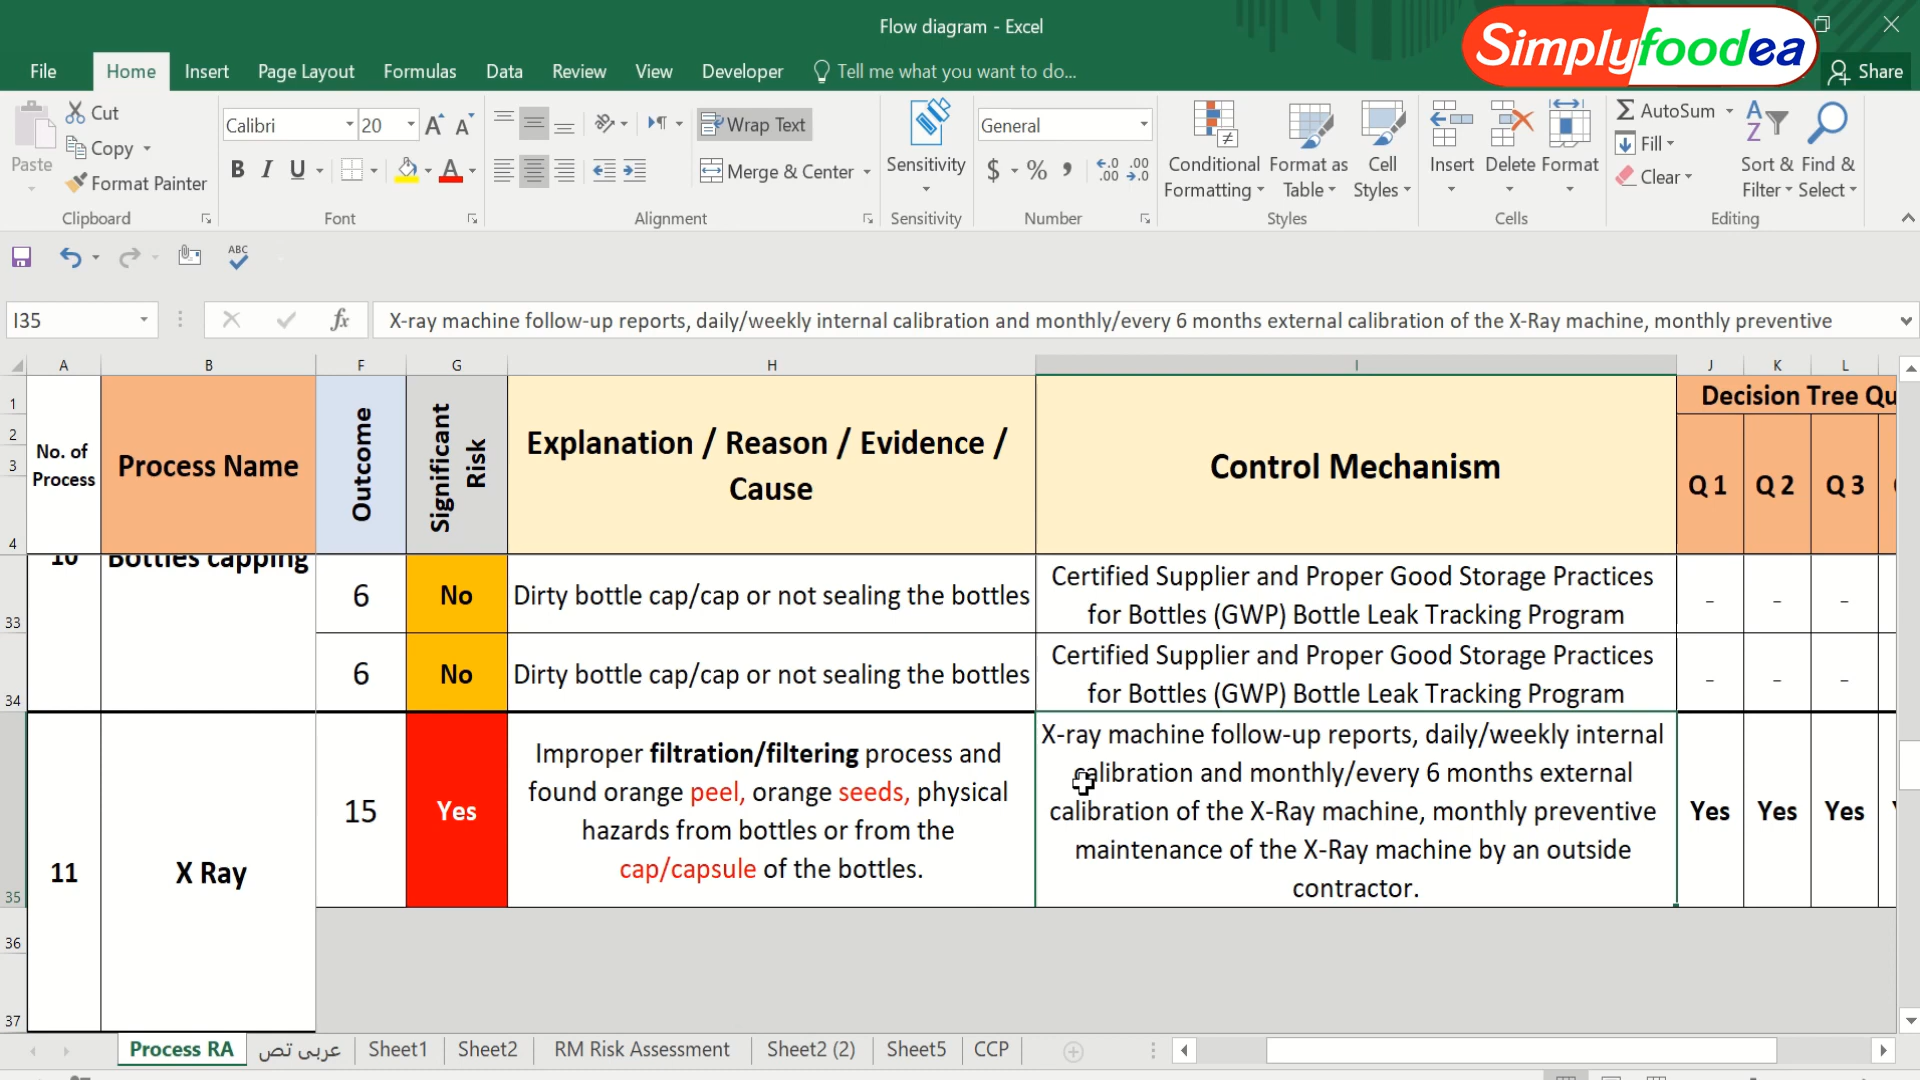 Flow diagram - Excel
Simplyfoodea
File Home Insert Page Layout Formulas Data Review View Developer Tell me what you want to do... Share
Cut
Copy
Format Painter
Paste
Clipboard
Calibri 20 A A
B I U A
Font
Wrap Text
Merge & Center
Alignment
Sensitivity
Sensitivity
General
$ % , ←.0 .00 .00 →.0
Number
Conditional Formatting
Format as Table
Cell Styles
Styles
Insert Delete Format
Cells
AutoSum
Fill
Clear
Sort & Filter
Find & Select
Editing
ABC
I35 fx X-ray machine follow-up reports, daily/weekly internal calibration and monthly/every 6 months external calibration of the X-Ray machine, monthly preventive
A B F G H I J K L
1
2
3
4
No. of Process
Process Name
Outcome
Significant Risk
Explanation / Reason / Evidence /
Cause
Control Mechanism
Decision Tree Qu
Q 1 Q 2 Q 3
10 Bottles capping
33 6 No Dirty bottle cap/cap or not sealing the bottles
Certified Supplier and Proper Good Storage Practices
for Bottles (GWP) Bottle Leak Tracking Program
- - -
34 6 No Dirty bottle cap/cap or not sealing the bottles
Certified Supplier and Proper Good Storage Practices
for Bottles (GWP) Bottle Leak Tracking Program
- - -
35 11 X Ray 15 Yes
Improper filtration/filtering process and
found orange peel, orange seeds, physical
hazards from bottles or from the
cap/capsule of the bottles.
X-ray machine follow-up reports, daily/weekly internal
calibration and monthly/every 6 months external
calibration of the X-Ray machine, monthly preventive
maintenance of the X-Ray machine by an outside
contractor.
Yes Yes Yes
36
37
Process RA عربى تص Sheet1 Sheet2 RM Risk Assessment Sheet2 (2) Sheet5 CCP